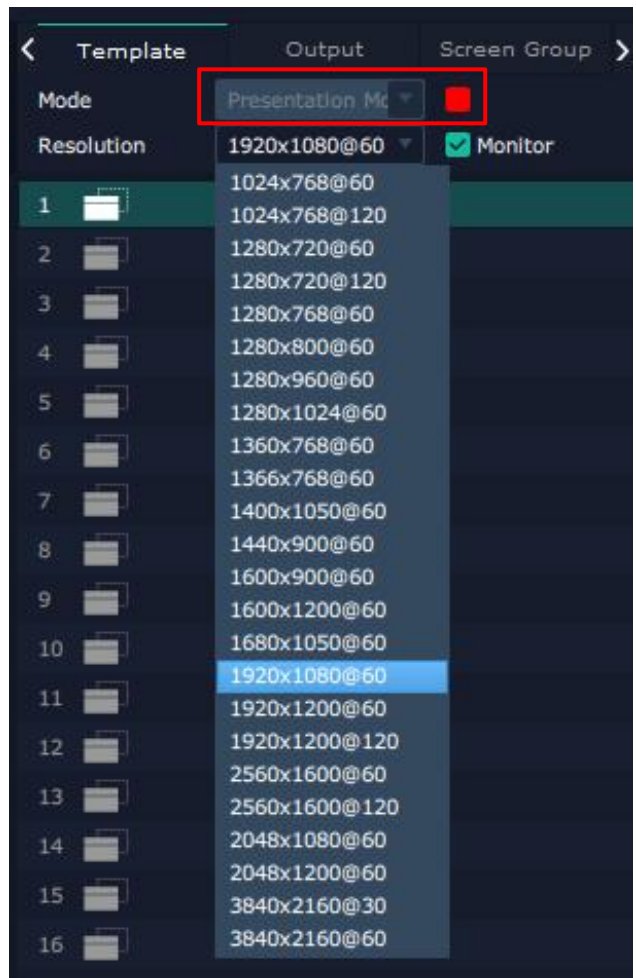 Template Output Screen Group
Mode Presentation Mo
Resolution 1920x1080@60 Monitor
1024x768@60
1 1024x768@120
2 1280x720@60
1280x720@120
3 1280x768@60
4 1280x800@60
1280x960@60
5 1280x1024@60
6 1360x768@60
1366x768@60
7 1400x1050@60
8 1440x900@60
1600x900@60
9 1600x1200@60
10 1680x1050@60
1920x1080@60
11 1920x1200@60
12 1920x1200@120
2560x1600@60
13 2560x1600@120
14 2048x1080@60
2048x1200@60
15 3840x2160@30
16 3840x2160@60